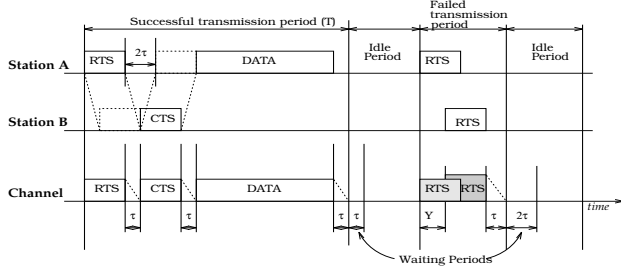 Successful transmission period (T)
Failed
transmission
period
Idle
Period
Idle
Period
Station A
RTS
2τ
DATA
RTS
Station B
CTS
RTS
Channel
RTS
CTS
DATA
RTS
RTS
time
τ
τ
τ
τ
Y
τ
2τ
Waiting Periods